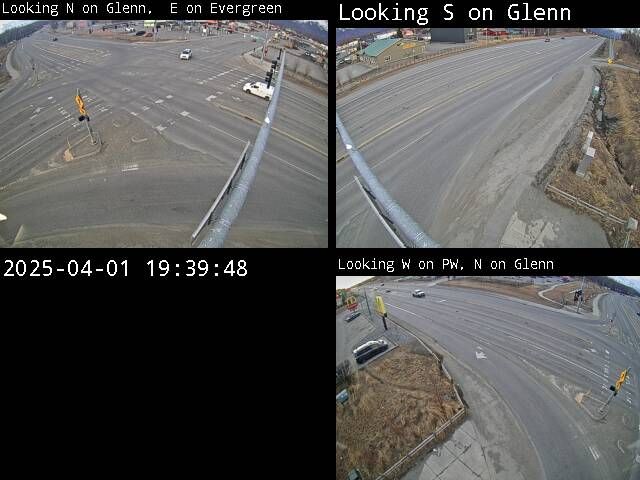 Looking N on Glenn,  E on Evergreen
Looking S on Glenn
2025-04-01 19:39:48
Looking W on PW, N on Glenn